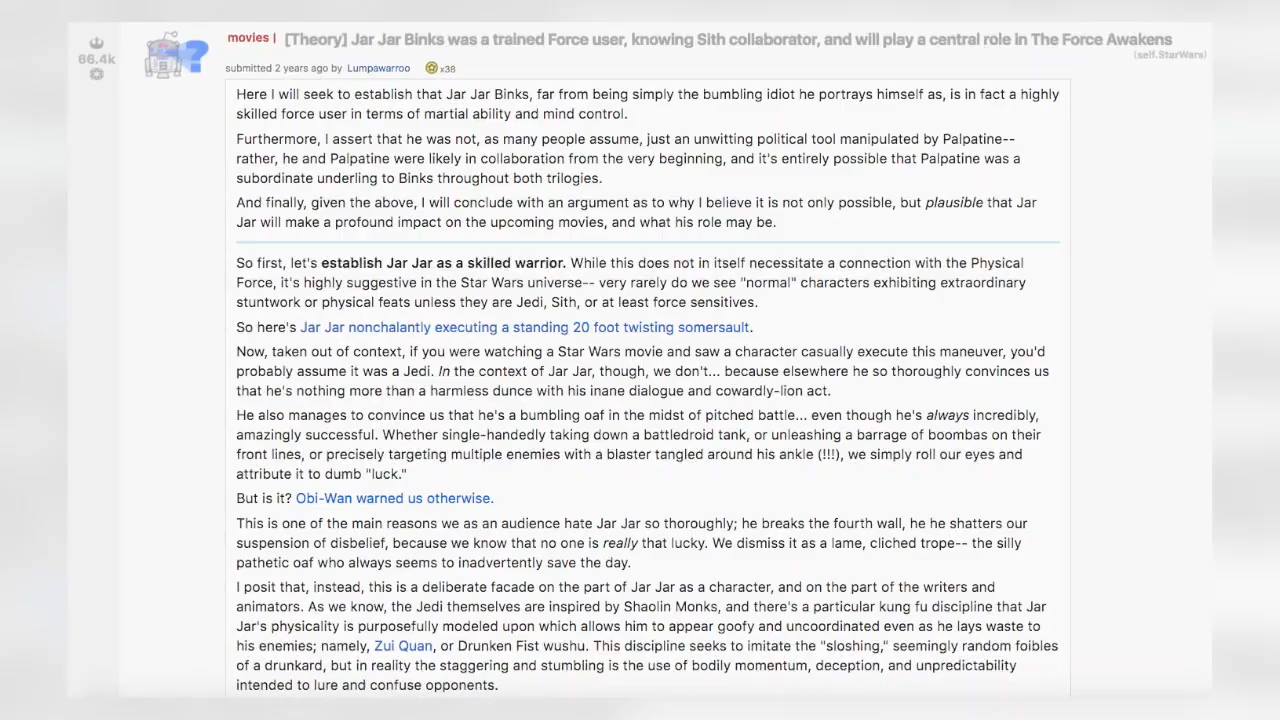 movies | [Theory] Jar Jar Binks was a trained Force user, knowing Sith collaborator, and will play a central role in The Force Awakens
(self.StarWars)
66.4k
submitted 2 years ago by Lumpawarroo x38
Here I will seek to establish that Jar Jar Binks, far from being simply the bumbling idiot he portrays himself as, is in fact a highly
skilled force user in terms of martial ability and mind control.
Furthermore, I assert that he was not, as many people assume, just an unwitting political tool manipulated by Palpatine--
rather, he and Palpatine were likely in collaboration from the very beginning, and it's entirely possible that Palpatine was a
subordinate underling to Binks throughout both trilogies.
And finally, given the above, I will conclude with an argument as to why I believe it is not only possible, but plausible that Jar
Jar will make a profound impact on the upcoming movies, and what his role may be.
So first, let's establish Jar Jar as a skilled warrior. While this does not in itself necessitate a connection with the Physical
Force, it's highly suggestive in the Star Wars universe-- very rarely do we see "normal" characters exhibiting extraordinary
stuntwork or physical feats unless they are Jedi, Sith, or at least force sensitives.
So here's Jar Jar nonchalantly executing a standing 20 foot twisting somersault.
Now, taken out of context, if you were watching a Star Wars movie and saw a character casually execute this maneuver, you'd
probably assume it was a Jedi. In the context of Jar Jar, though, we don't... because elsewhere he so thoroughly convinces us
that he's nothing more than a harmless dunce with his inane dialogue and cowardly-lion act.
He also manages to convince us that he's a bumbling oaf in the midst of pitched battle... even though he's always incredibly,
amazingly successful. Whether single-handedly taking down a battledroid tank, or unleashing a barrage of boombas on their
front lines, or precisely targeting multiple enemies with a blaster tangled around his ankle (!!!), we simply roll our eyes and
attribute it to dumb "luck."
But is it? Obi-Wan warned us otherwise.
This is one of the main reasons we as an audience hate Jar Jar so thoroughly; he breaks the fourth wall, he he shatters our
suspension of disbelief, because we know that no one is really that lucky. We dismiss it as a lame, cliched trope-- the silly
pathetic oaf who always seems to inadvertently save the day.
I posit that, instead, this is a deliberate facade on the part of Jar Jar as a character, and on the part of the writers and
animators. As we know, the Jedi themselves are inspired by Shaolin Monks, and there's a particular kung fu discipline that Jar
Jar's physicality is purposefully modeled upon which allows him to appear goofy and uncoordinated even as he lays waste to
his enemies; namely, Zui Quan, or Drunken Fist wushu. This discipline seeks to imitate the "sloshing," seemingly random foibles
of a drunkard, but in reality the staggering and stumbling is the use of bodily momentum, deception, and unpredictability
intended to lure and confuse opponents.